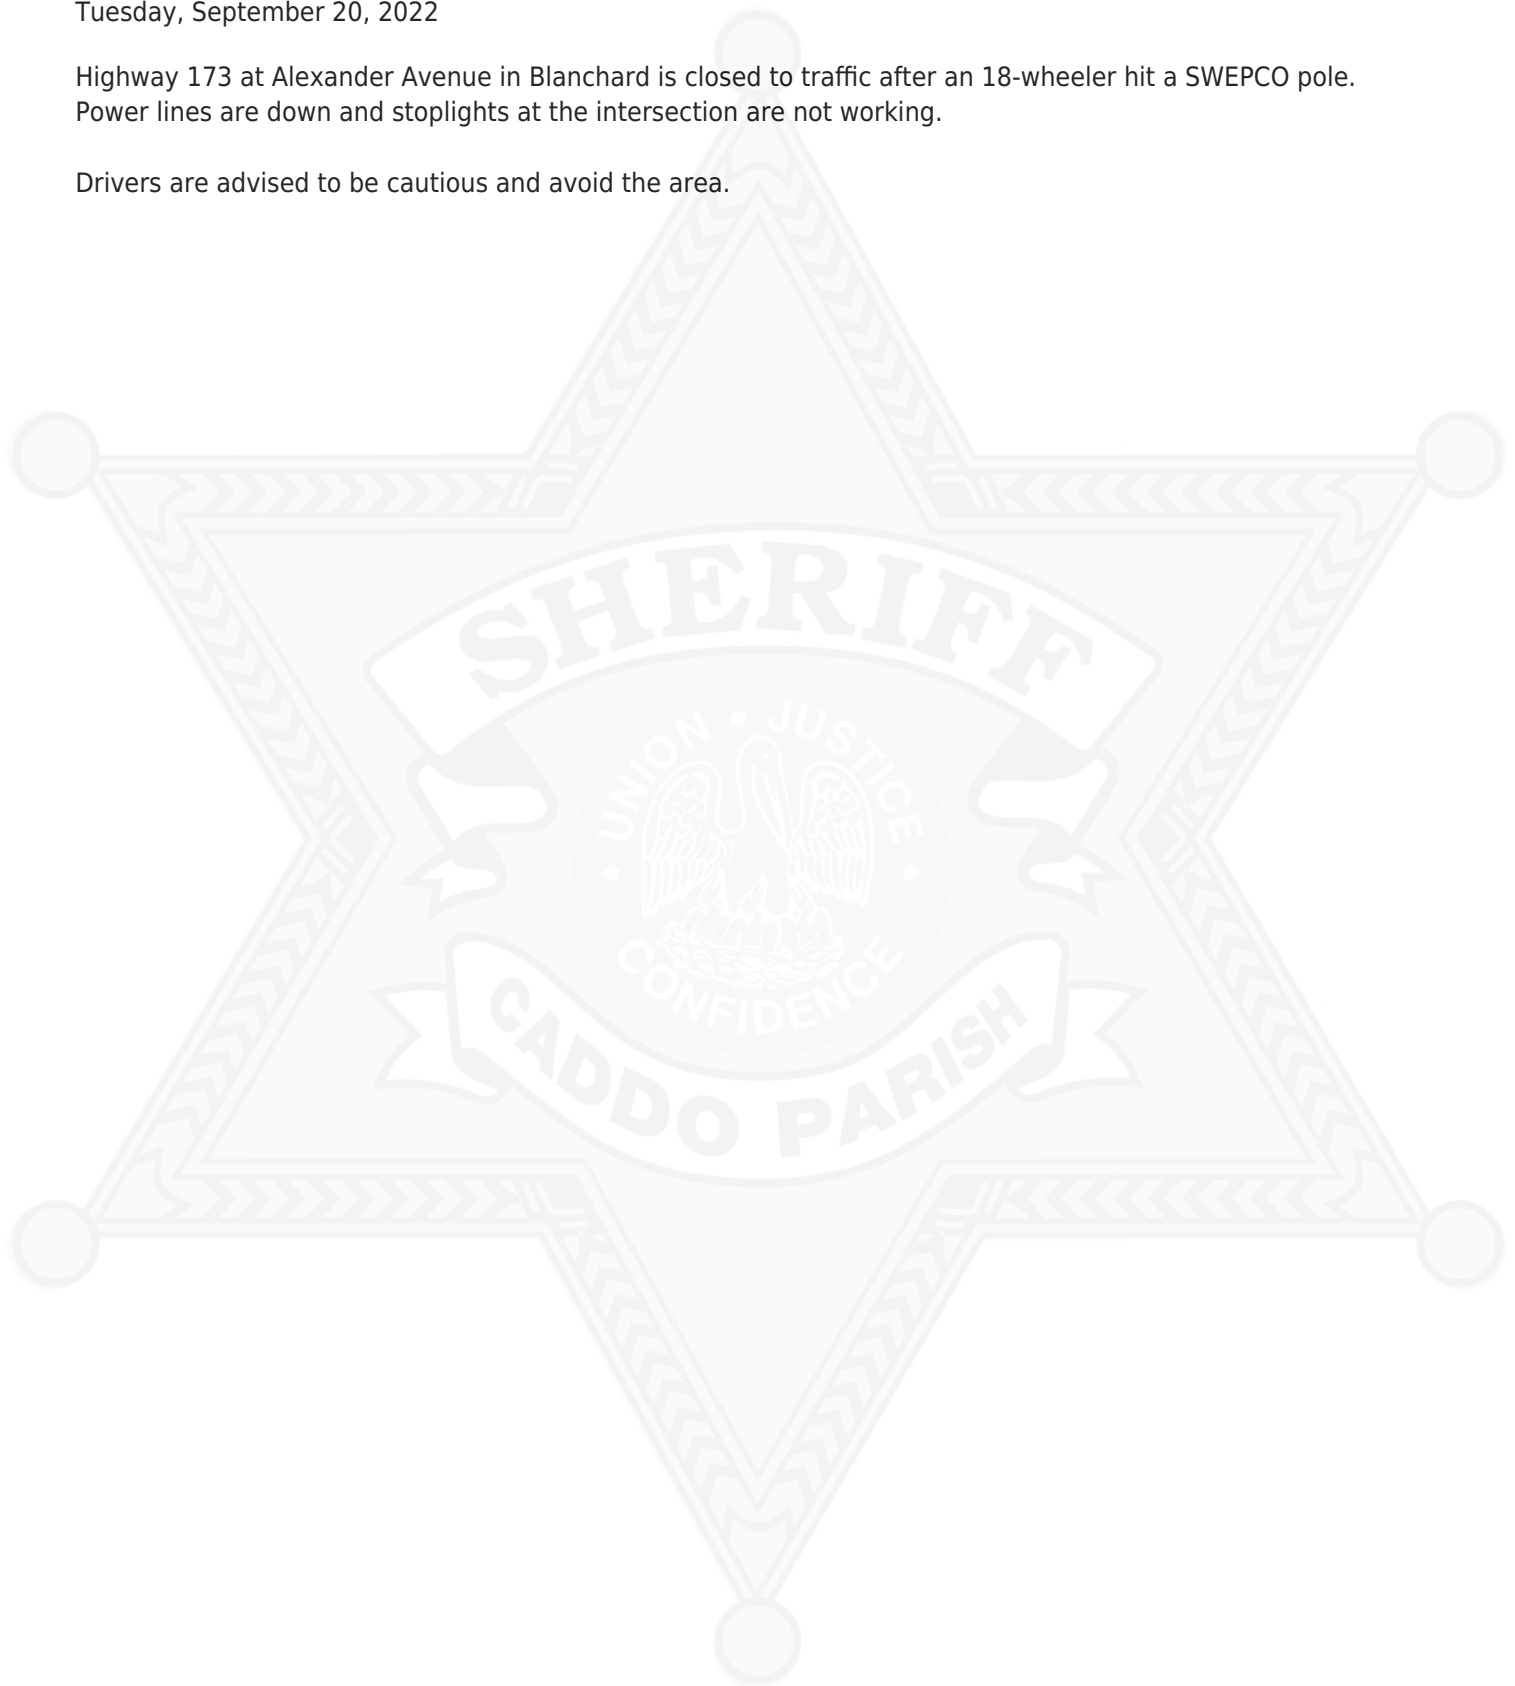 Tuesday, September 20, 2022
Highway 173 at Alexander Avenue in Blanchard is closed to traffic after an 18-wheeler hit a SWEPCO pole.
Power lines are down and stoplights at the intersection are not working.
Drivers are advised to be cautious and avoid the area.
SHERIFF
UNION • JUSTICE
• CONFIDENCE •
CADDO PARISH